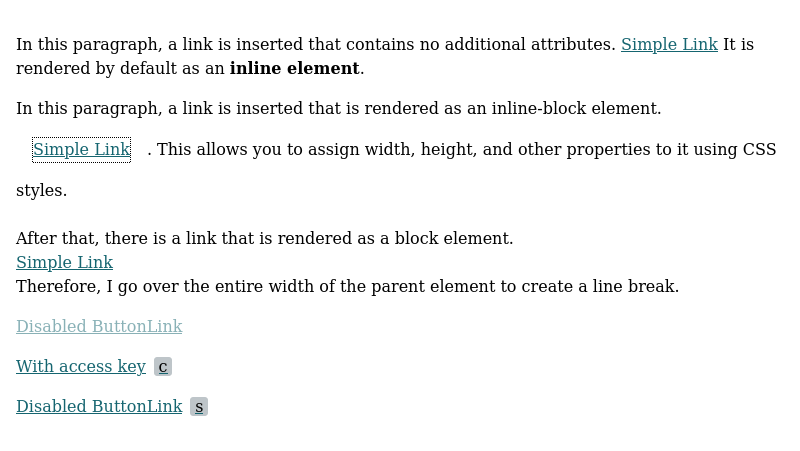 In this paragraph, a link is inserted that contains no additional attributes. Simple Link It is
rendered by default as an inline element.
In this paragraph, a link is inserted that is rendered as an inline-block element.
Simple Link . This allows you to assign width, height, and other properties to it using CSS
styles.
After that, there is a link that is rendered as a block element.
Simple Link
Therefore, I go over the entire width of the parent element to create a line break.
Disabled ButtonLink
With access key c
Disabled ButtonLink s